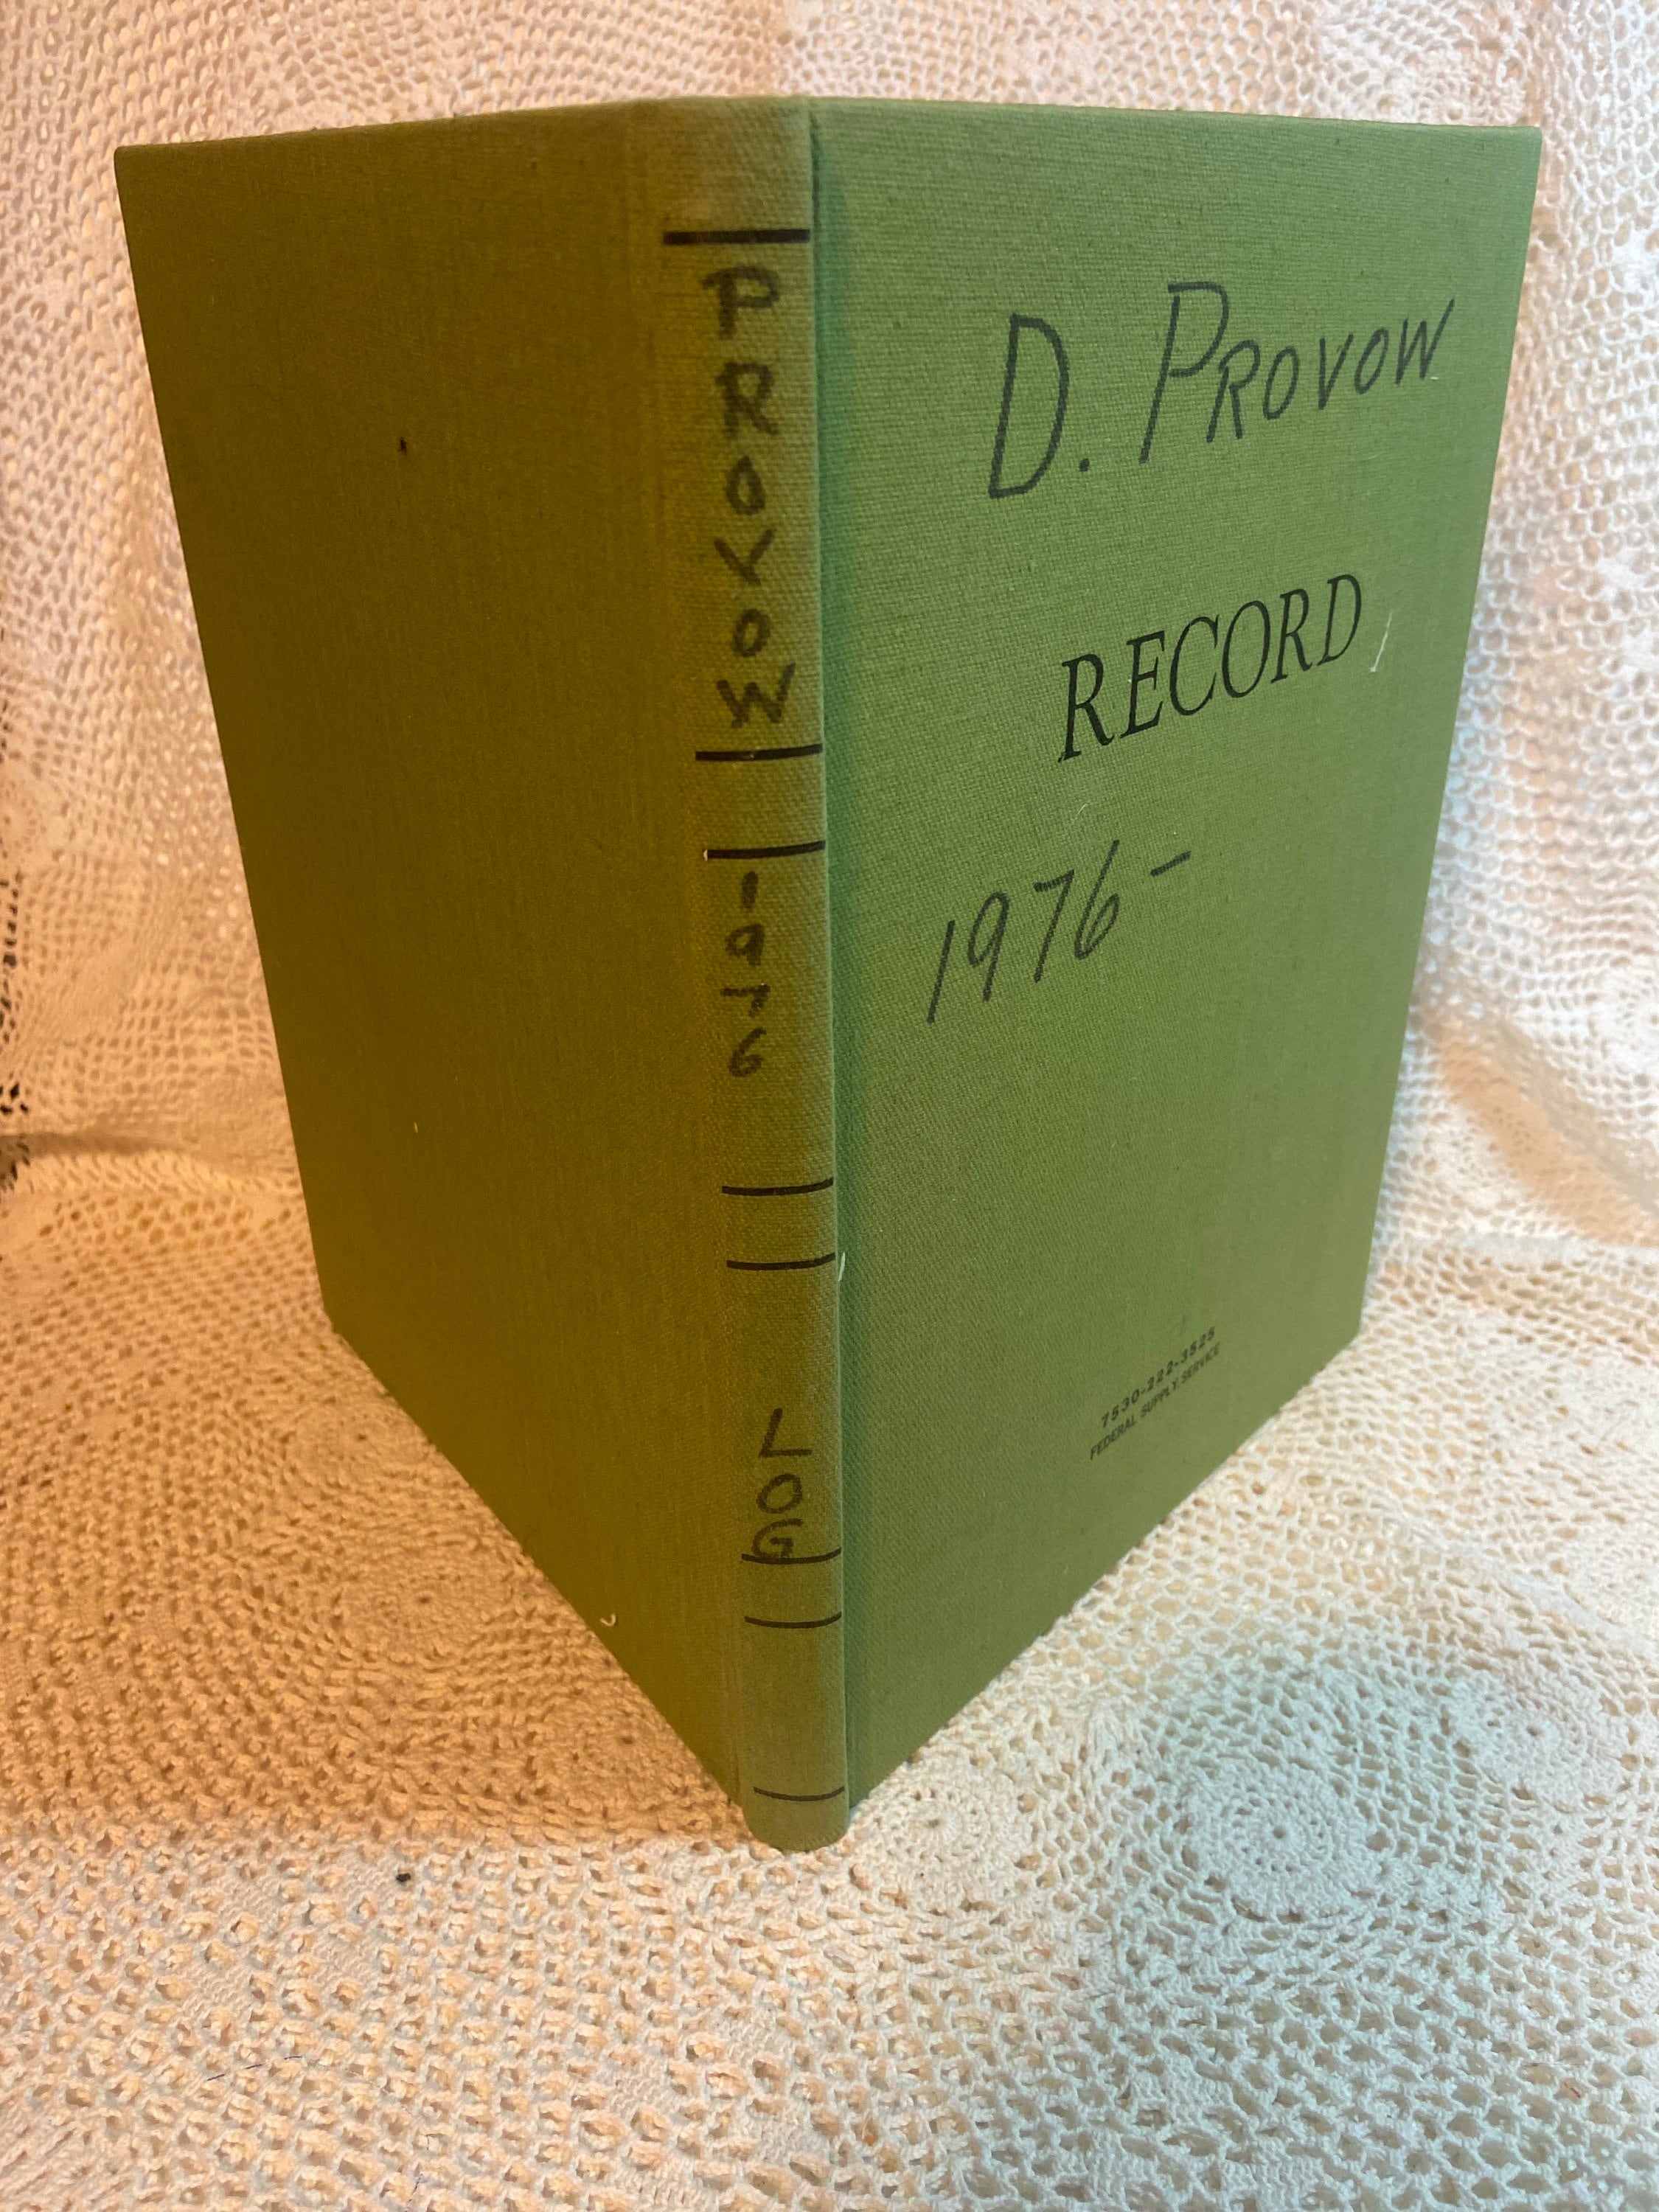 PROVOW
1976
LOG
D. PROVOW
RECORD
1976-
7530-222-3525
FEDERAL SUPPLY SERVICE